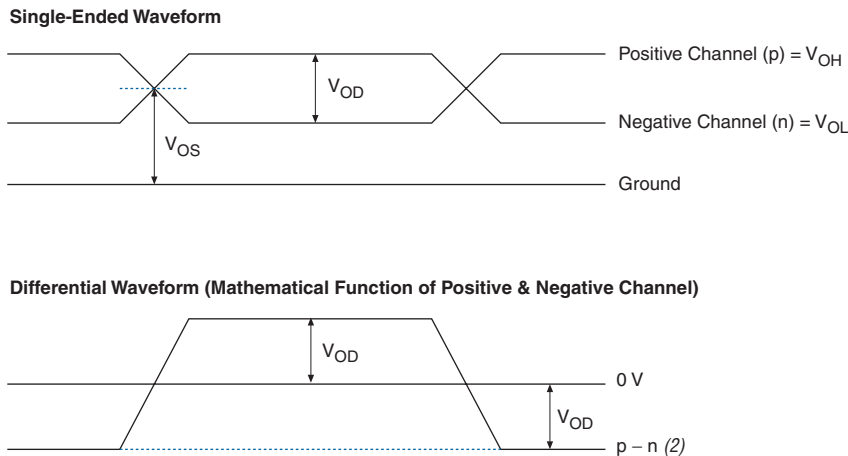 Single-Ended Waveform
Positive Channel (p) = VOH
VOD
Negative Channel (n) = VOL
VOS
Ground
Differential Waveform (Mathematical Function of Positive & Negative Channel)
VOD
0 V
VOD
p − n (2)